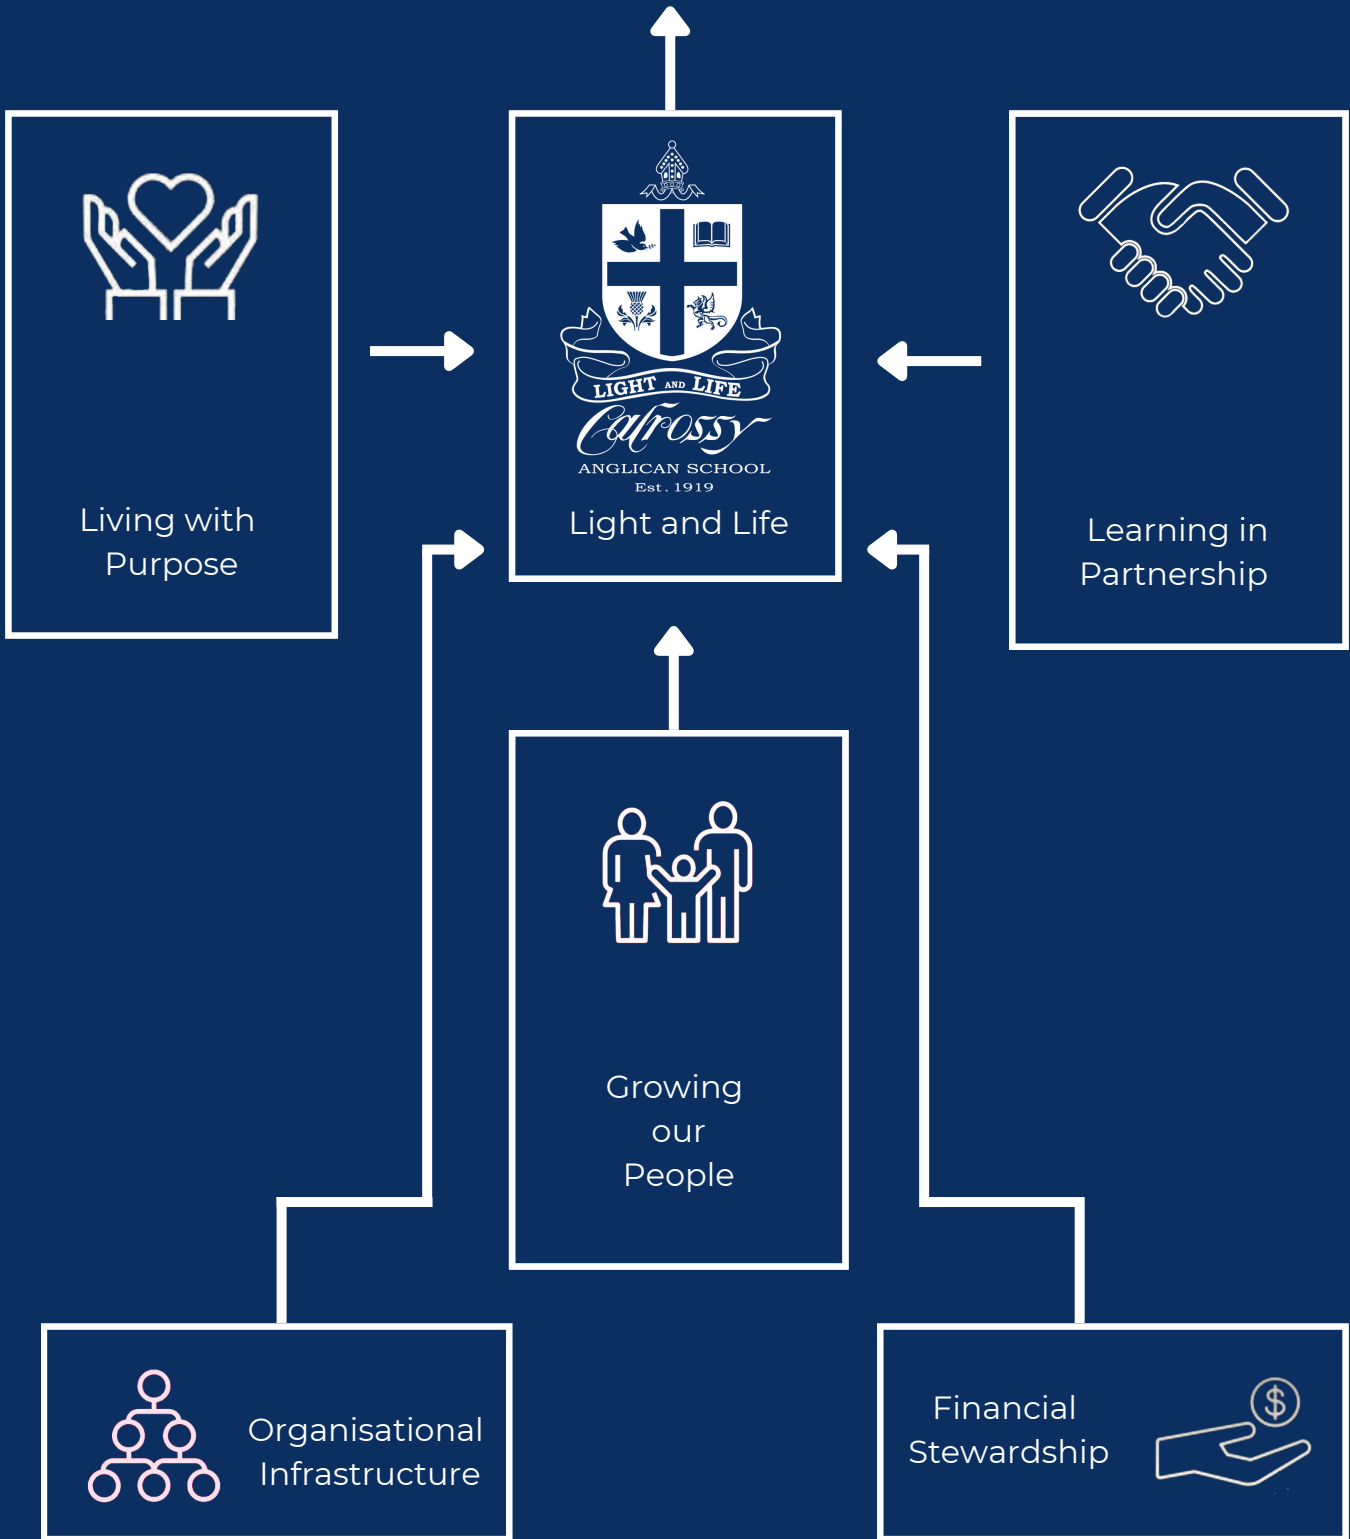 LIGHT AND LIFE
Calrossy
ANGLICAN SCHOOL
Est. 1919
Light and Life
Living with
Purpose
Learning in
Partnership
Growing
our
People
Organisational
Infrastructure
Financial
Stewardship
$